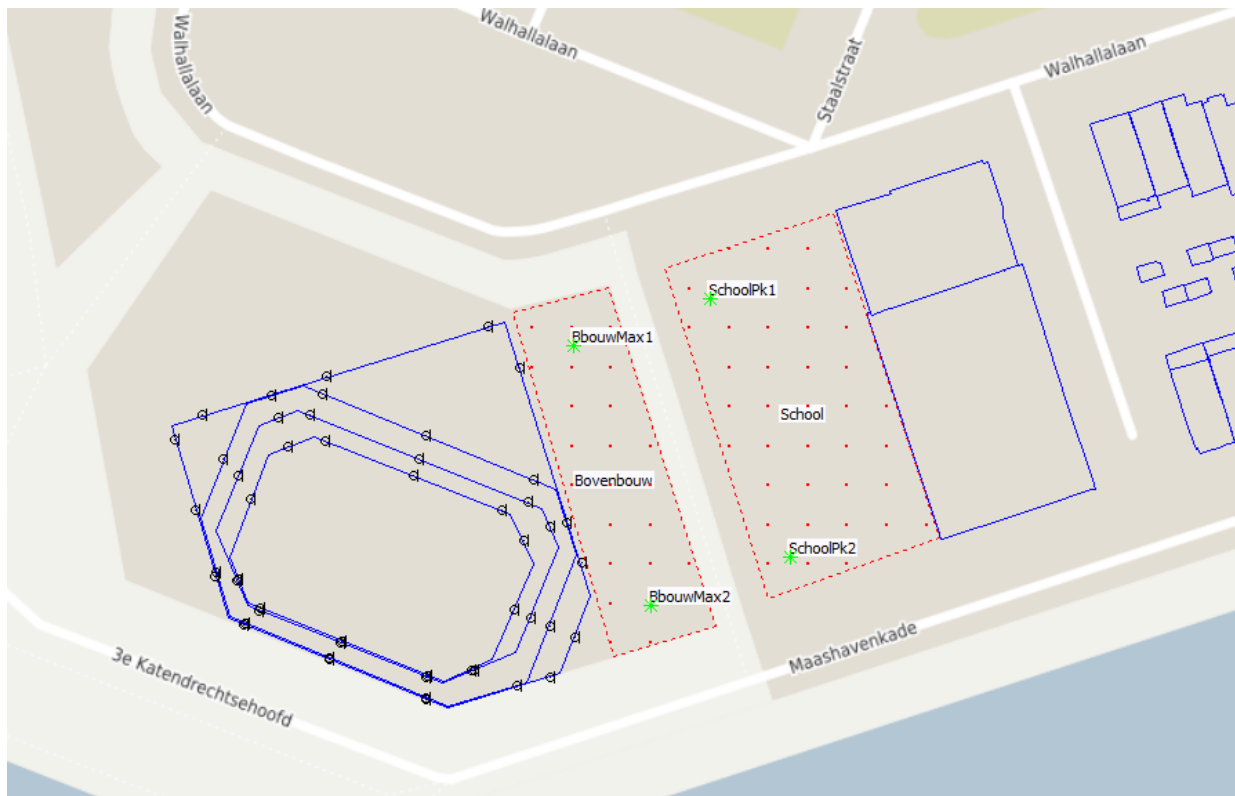 Walhallalaan
Walhallalaan
Staalstraat
Walhallalaan
SchoolPk1
BbouwMax1
School
Bovenbouw
SchoolPk2
BbouwMax2
Maashavenkade
3e Katendrechtsehoofd